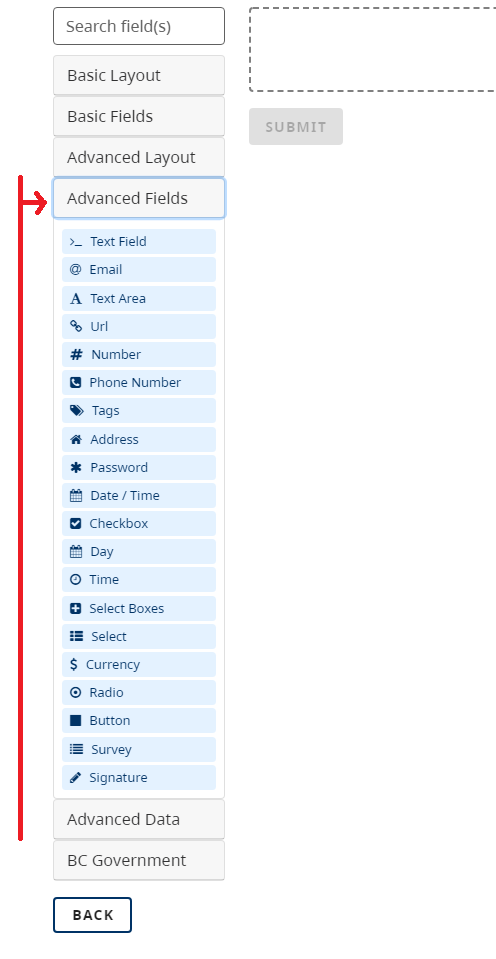 Search field(s)
Basic Layout
SUBMIT
Basic Fields
Advanced Layout
Advanced Fields
>_ Text Field
@ Email
A Text Area
Url
# Number
Phone Number
Tags
Address
Password
Date / Time
Checkbox
Day
Time
Select Boxes
Select
$ Currency
Radio
Button
Survey
Signature
Advanced Data
BC Government
BACK